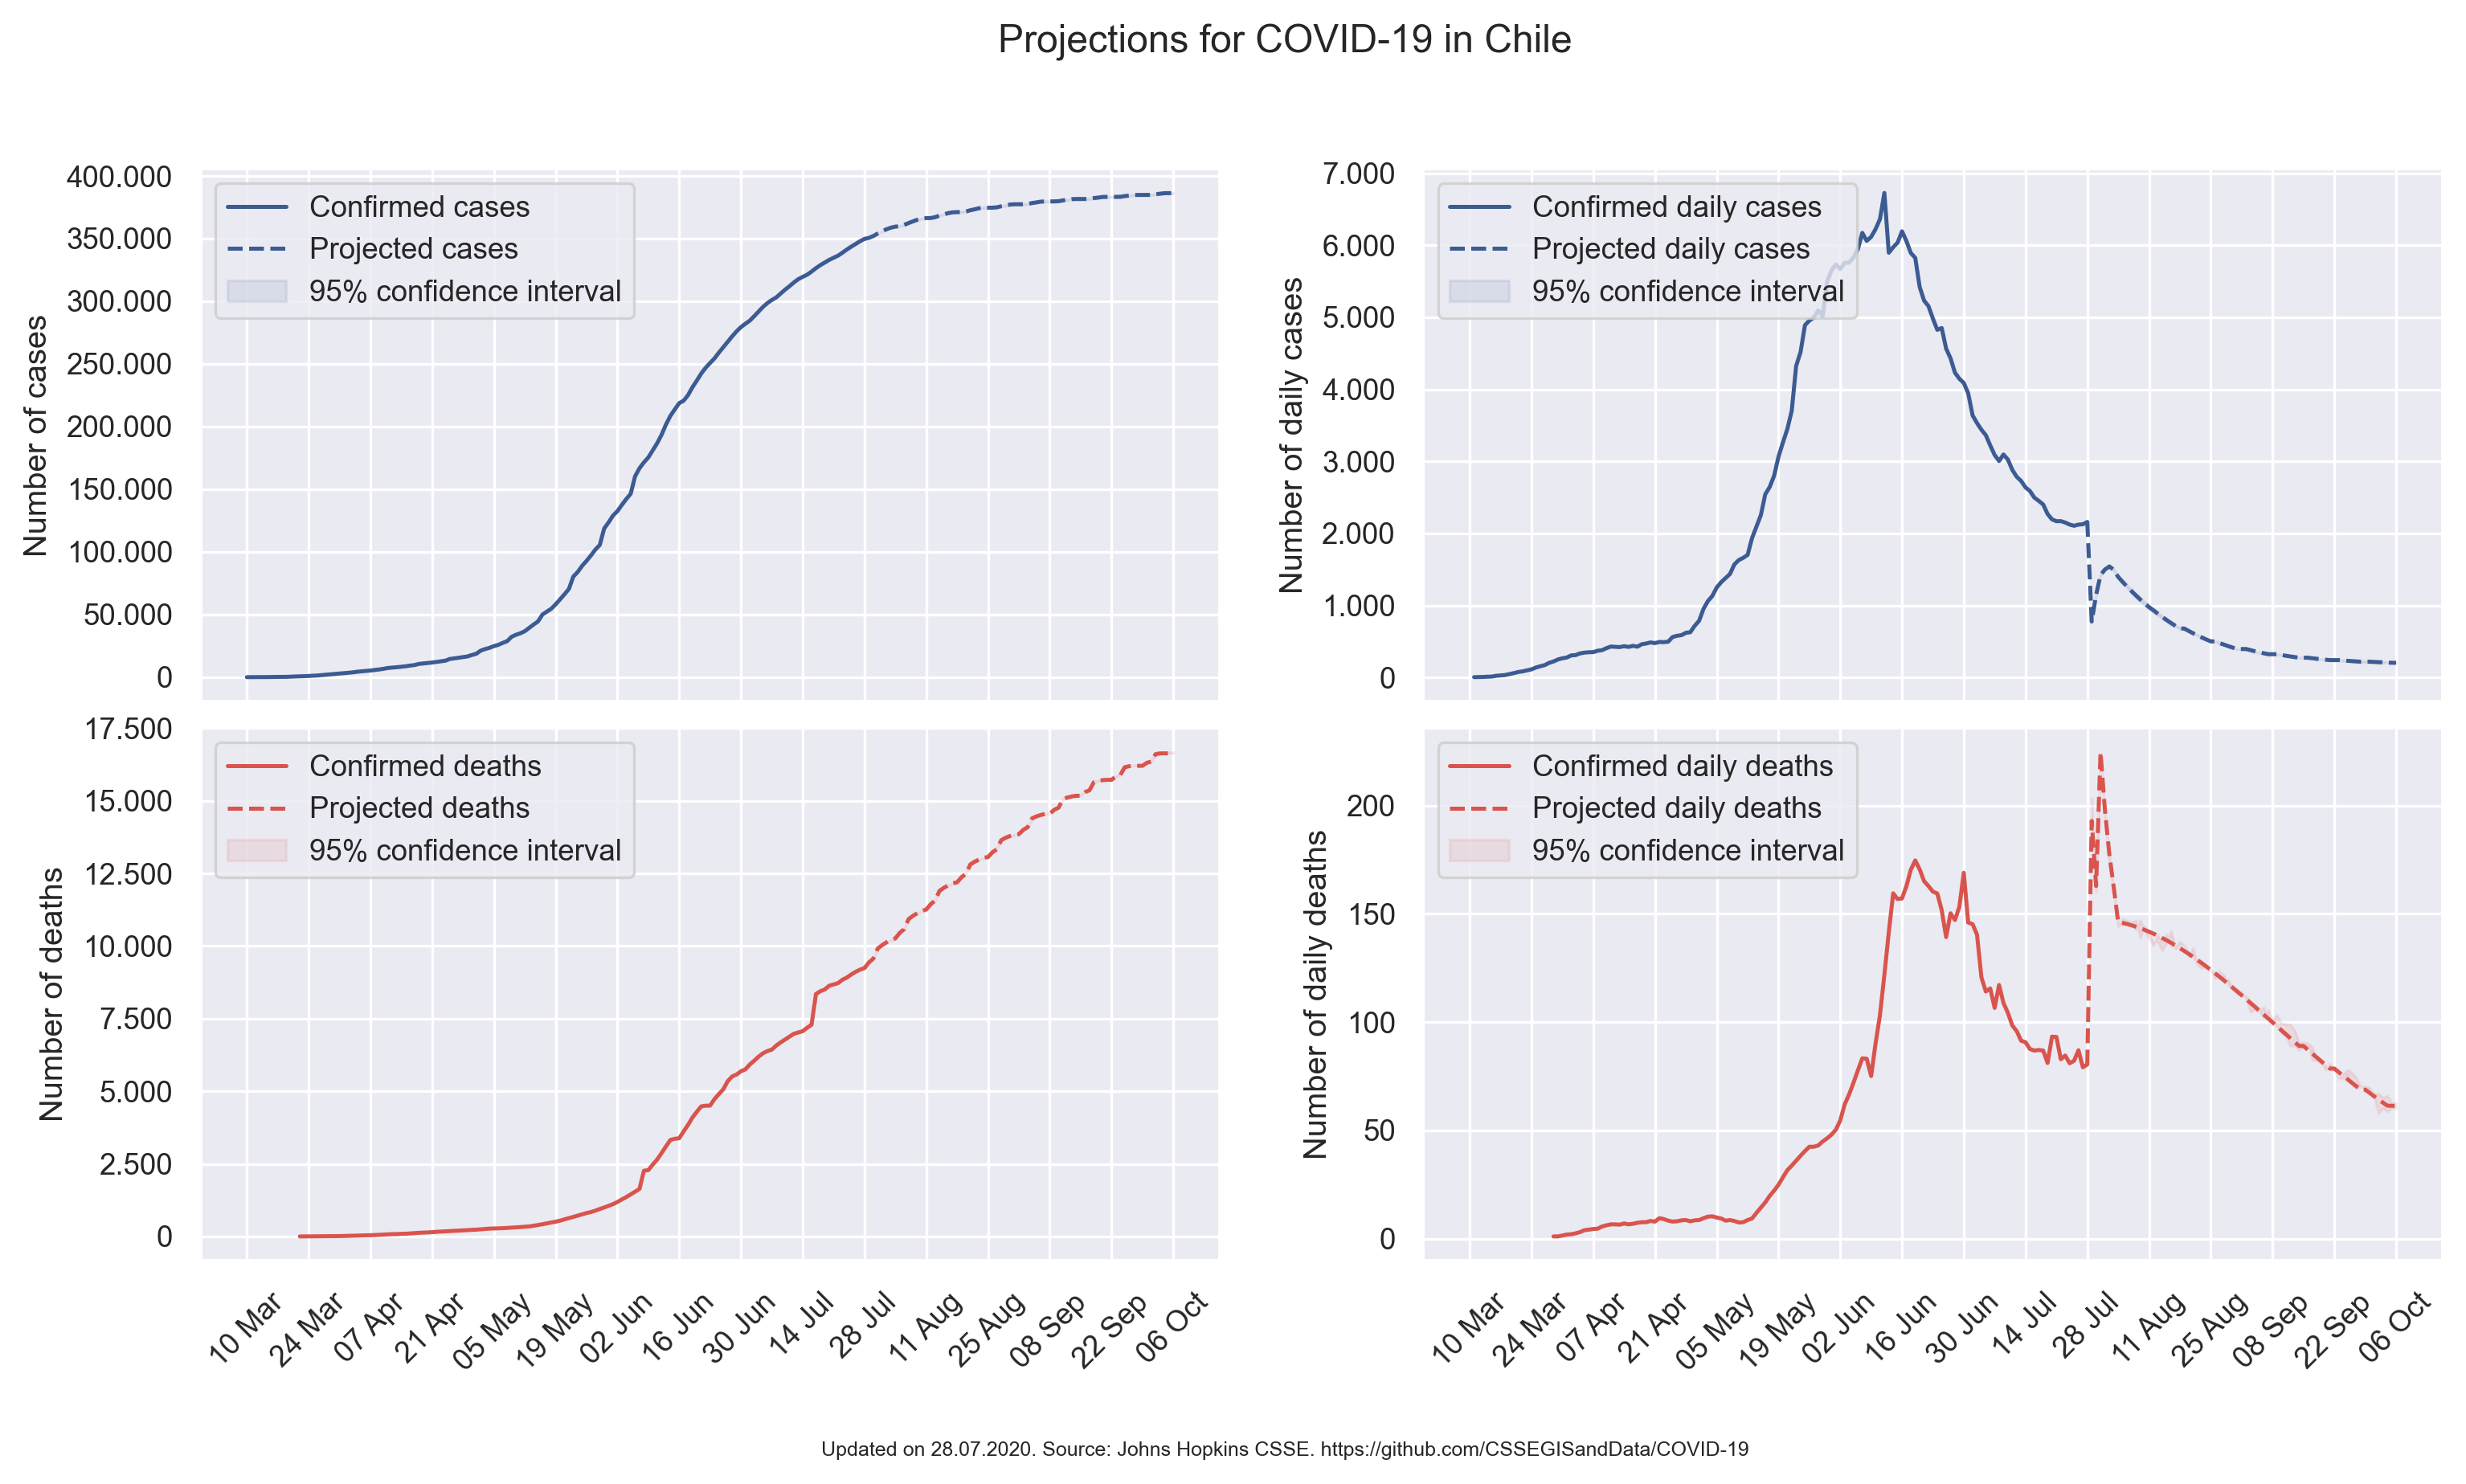 Projections for COVID-19 in Chile
400.000
350.000
300.000
250.000
200.000
150.000
100.000
50.000
0
Number of cases
Confirmed cases
Projected cases
95% confidence interval
7.000
6.000
5.000
4.000
3.000
2.000
1.000
0
Number of daily cases
Confirmed daily cases
Projected daily cases
95% confidence interval
17.500
15.000
12.500
10.000
7.500
5.000
2.500
0
Number of deaths
Confirmed deaths
Projected deaths
95% confidence interval
10 Mar
24 Mar
07 Apr
21 Apr
05 May
19 May
02 Jun
16 Jun
30 Jun
14 Jul
28 Jul
11 Aug
25 Aug
08 Sep
22 Sep
06 Oct
200
150
100
50
0
Number of daily deaths
Confirmed daily deaths
Projected daily deaths
95% confidence interval
10 Mar
24 Mar
07 Apr
21 Apr
05 May
19 May
02 Jun
16 Jun
30 Jun
14 Jul
28 Jul
11 Aug
25 Aug
08 Sep
22 Sep
06 Oct
Updated on 28.07.2020. Source: Johns Hopkins CSSE. https://github.com/CSSEGISandData/COVID-19